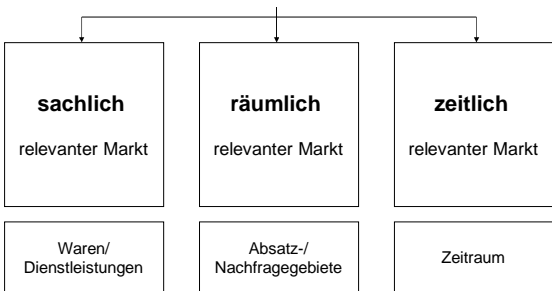 sachlich
relevanter Markt
räumlich
relevanter Markt
zeitlich
relevanter Markt
Waren/
Dienstleistungen
Absatz-/
Nachfragegebiete
Zeitraum